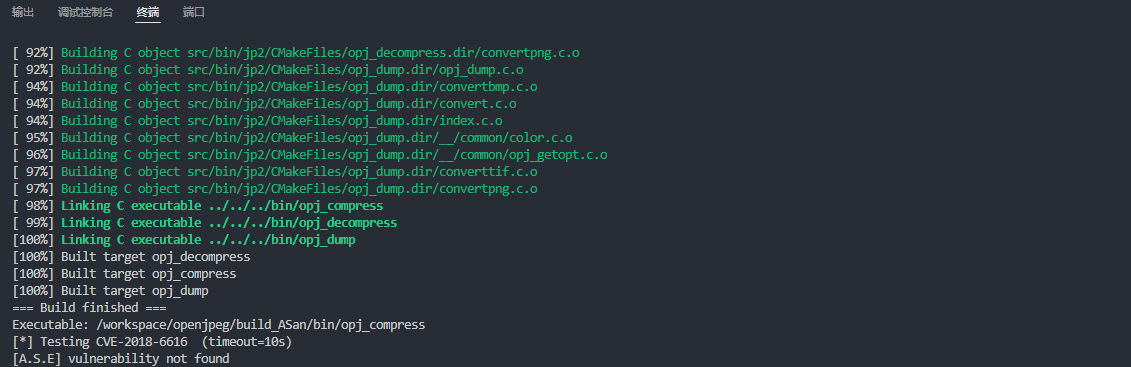 输出 调试控制台 终端 端口
[ 92%] Building C object src/bin/jp2/CMakeFiles/opj_decompress.dir/convertpng.c.o
[ 92%] Building C object src/bin/jp2/CMakeFiles/opj_dump.dir/opj_dump.c.o
[ 94%] Building C object src/bin/jp2/CMakeFiles/opj_dump.dir/convertbmp.c.o
[ 94%] Building C object src/bin/jp2/CMakeFiles/opj_dump.dir/convert.c.o
[ 94%] Building C object src/bin/jp2/CMakeFiles/opj_dump.dir/index.c.o
[ 95%] Building C object src/bin/jp2/CMakeFiles/opj_dump.dir/__/common/color.c.o
[ 96%] Building C object src/bin/jp2/CMakeFiles/opj_dump.dir/__/common/opj_getopt.c.o
[ 97%] Building C object src/bin/jp2/CMakeFiles/opj_dump.dir/converttif.c.o
[ 97%] Building C object src/bin/jp2/CMakeFiles/opj_dump.dir/convertpng.c.o
[ 98%] Linking C executable ../../../bin/opj_compress
[ 99%] Linking C executable ../../../bin/opj_decompress
[100%] Linking C executable ../../../bin/opj_dump
[100%] Built target opj_decompress
[100%] Built target opj_compress
[100%] Built target opj_dump
=== Build finished ===
Executable: /workspace/openjpeg/build_ASan/bin/opj_compress
[*] Testing CVE-2018-6616  (timeout=10s)
[A.S.E] vulnerability not found